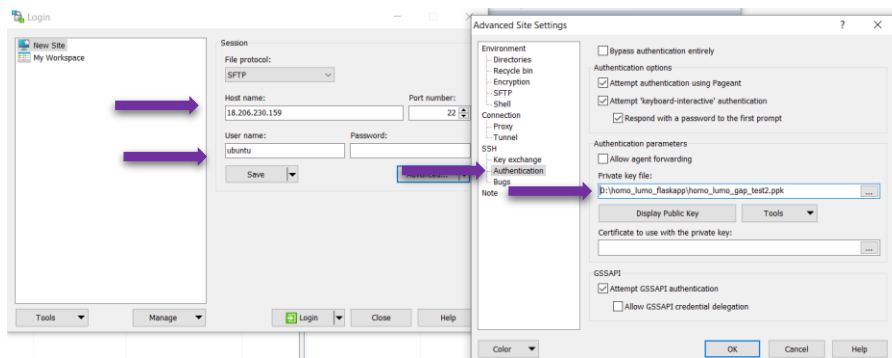 Login
New Site
My Workspace
Session
File protocol:
SFTP
Host name:
Port number:
18.206.230.159
22
User name:
Password:
ubuntu
Save
Tools
Manage
Login
Close
Help
Advanced Site Settings
?
Environment
Directories
Recycle bin
Encryption
SFTP
Shell
Connection
Proxy
Tunnel
SSH
Key exchange
Authentication
Bugs
Note
Bypass authentication entirely
Authentication options
Attempt authentication using Pageant
Attempt 'keyboard-interactive' authentication
Respond with a password to the first prompt
Authentication parameters
Allow agent forwarding
Private key file:
D:\homo_lumo_flaskapp\homo_lumo_gap_test2.ppk
...
Display Public Key
Tools
Certificate to use with the private key:
...
GSSAPI
Attempt GSSAPI authentication
Allow GSSAPI credential delegation
Color
OK
Cancel
Help